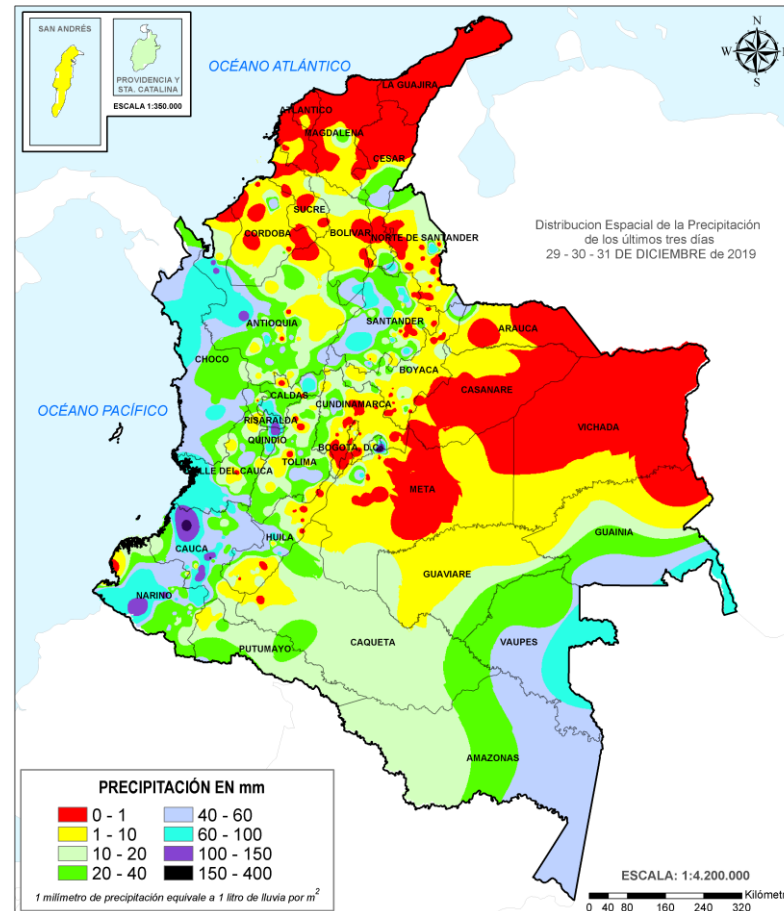 SAN ANDRÉS
PROVIDENCIA Y
STA. CATALINA
ESCALA 1:350.000
OCÉANO ATLÁNTICO
N
W E
S
LA GUAJIRA
ATLANTICO
MAGDALENA
CESAR
SUCRE
CORDOBA
BOLIVAR
NORTE DE SANTANDER
Distribucion Espacial de la Precipitación
de los últimos tres días
29 - 30 - 31 DE DICIEMBRE de 2019
ANTIOQUIA
SANTANDER
ARAUCA
CHOCO
BOYACA
CASANARE
CALDAS
CUNDINAMARCA
OCÉANO PACÍFICO
RISARALDA
VICHADA
QUINDIO
BOGOTA, D.C.
TOLIMA
VALLE DEL CAUCA
META
GUAINIA
HUILA
CAUCA
GUAVIARE
NARINO
CAQUETA
VAUPES
PUTUMAYO
AMAZONAS
PRECIPITACIÓN EN mm
0 - 1 40 - 60
1 - 10 60 - 100
10 - 20 100 - 150
20 - 40 150 - 400
1 milímetro de precipitación equivale a 1 litro de lluvia por m²
ESCALA: 1:4.200.000
Kilóm
0 40 80 160 240 320